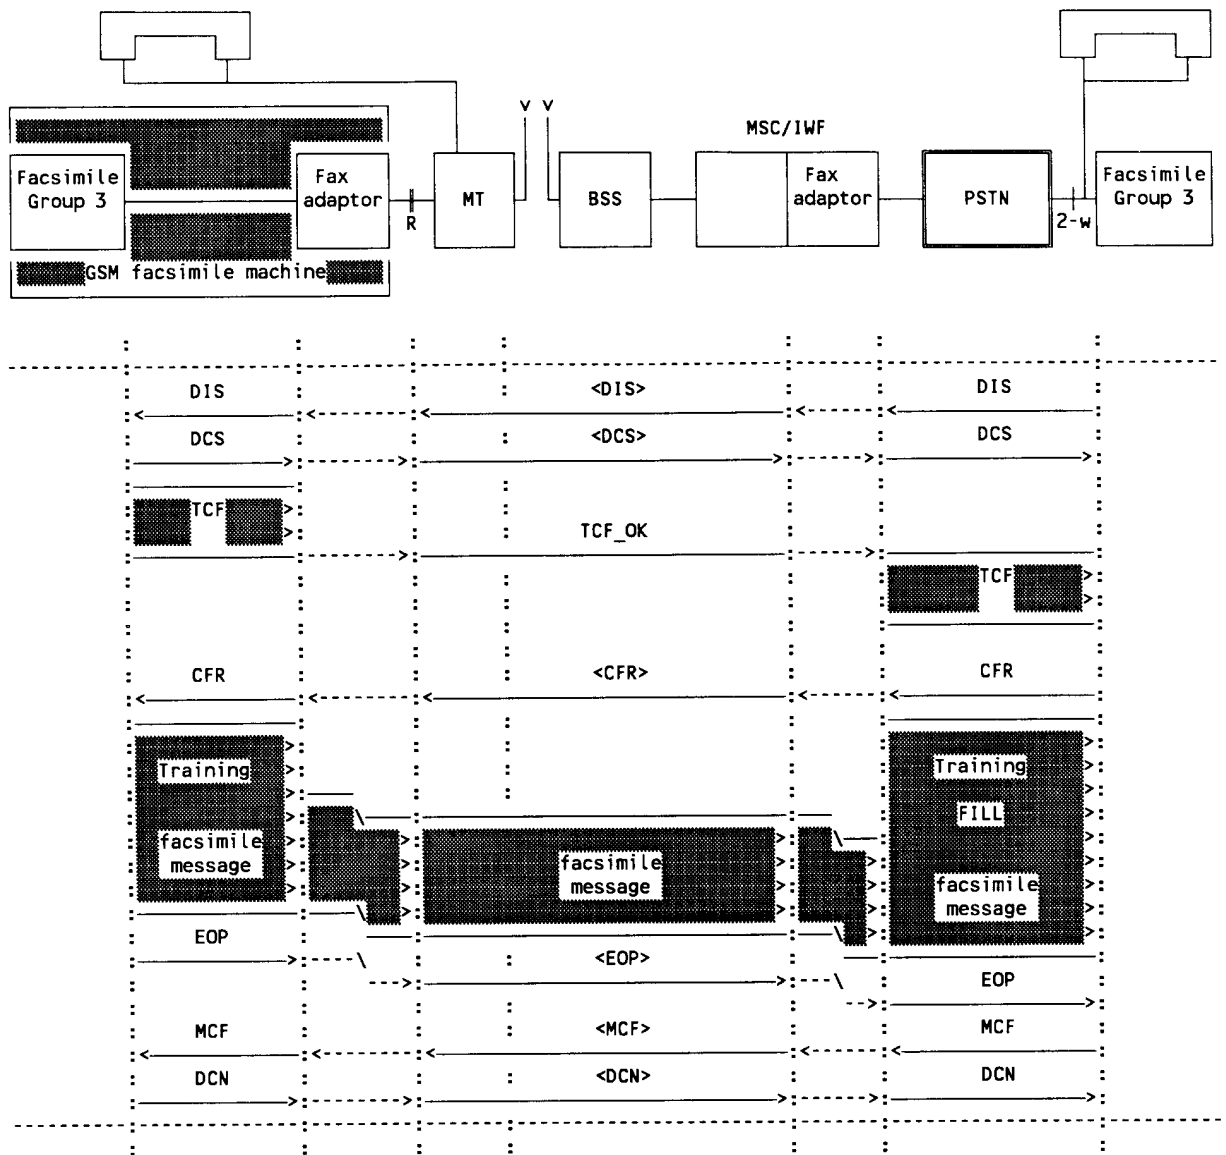 MSC/IWF
Facsimile
Group 3
Fax
adaptor
R
MT
BSS
Fax
adaptor
PSTN
2-w
Facsimile
Group 3
GSM facsimile machine
DIS <DIS> DIS
DCS <DCS> DCS
TCF
TCF_OK
TCF
CFR <CFR> CFR
Training
facsimile
message
facsimile
message
Training
FILL
facsimile
message
EOP <EOP> EOP
MCF <MCF> MCF
DCN <DCN> DCN